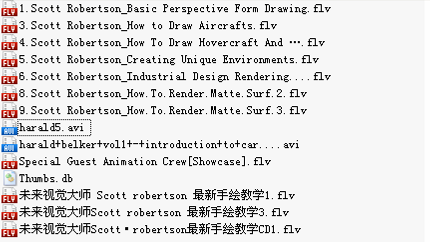 1.Scott Robertson_Basic Perspective Form Drawing.flv
3.Scott Robertson_How to Draw Aircrafts.flv
4.Scott Robertson_How To Draw Hovercraft And ….flv
5.Scott Robertson_Creating Unique Environments.flv
6.Scott Robertson_Industrial Design Rendering....flv
8.Scott Robertson_How.To.Render.Matte.Surf.2.flv
9.Scott Robertson_How.To.Render.Matte.Surf.3.flv
harald5.avi
harald+belker+vol1+-+introduction+to+car....avi
Special Guest Animation Crew[Showcase].flv
Thumbs.db
未来视觉大师 Scott robertson 最新手绘教学1.flv
未来视觉大师Scott robertson 最新手绘教学3.flv
未来视觉大师Scott·robertson最新手绘教学CD1.flv